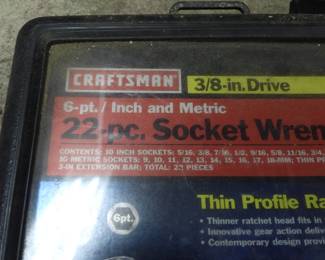 CRAFTSMAN
3/8-in. Drive
6-pt. / Inch and Metric
22-pc. Socket Wren
CONTENTS: 10 INCH SOCKETS: 5/16, 3/8, 7/16, 1/2, 9/16, 5/8, 11/16, 3/4,
10 METRIC SOCKETS: 9, 10, 11, 12, 13, 14, 15, 16, 17, 18-MM; THIN P
3-IN EXTENSION BAR; TOTAL: 22 PIECES
Thin Profile Ra
• Thinner ratchet head fits in
• Innovative gear action deliv
• Contemporary design provi
6pt.